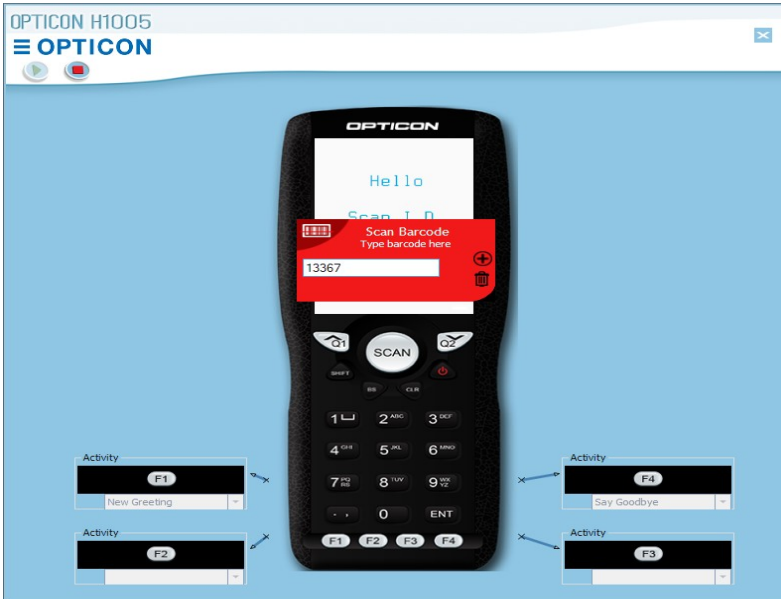 OPTICON H1005
OPTICON
OPTICON
Hello
Scan I.D.
Scan Barcode
Type barcode here
13367
Q1
Q2
SCAN
SHIFT
BS
CLR
1
2 ABC
3 DEF
4 GHI
5 JKL
6 MNO
7 PQRS
8 TUV
9 WXYZ
. ,
0
ENT
F1
F2
F3
F4
Activity
F1
New Greeting
Activity
F2
Activity
F4
Say Goodbye
Activity
F3